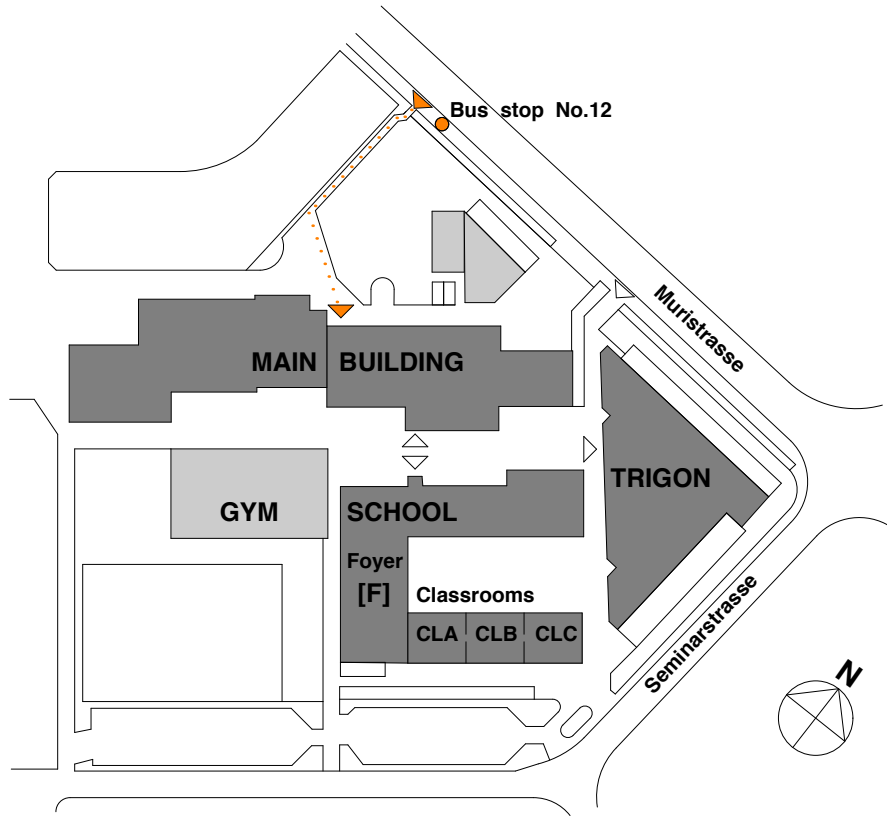 Bus stop No.12
Muristrasse
MAIN BUILDING
TRIGON
GYM
SCHOOL
Foyer
[F]
Classrooms
CLA
CLB
CLC
Seminarstrasse
N